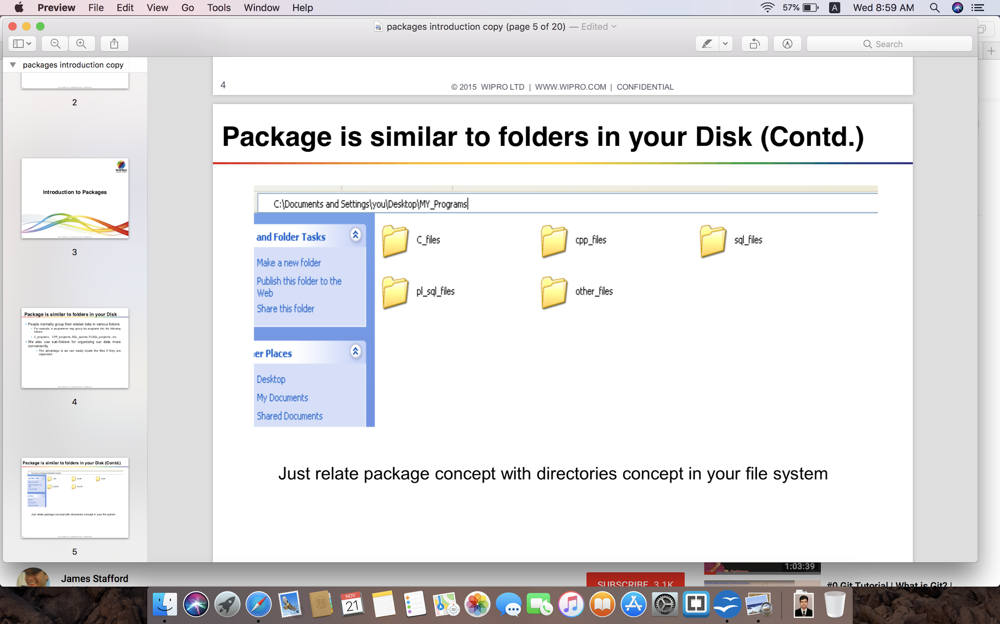 Preview File Edit View Go Tools Window Help 57% A Wed 8:59 AM
packages introduction copy (page 5 of 20) — Edited
Search
packages introduction copy
2
WIPRO
Introduction to Packages
3
Package is similar to folders in your Disk
People normally group their related data in various folders.
For example, a programmer may group his programs into the following
folders.
C_programs, CPP_programs, SQL_queries, PLSQL_programs.. etc.
We also use sub-folders for organizing our data more
conveniently.
The advantage is we can easily locate the files if they are
organized.
4
Package is similar to folders in your Disk (Contd.)
Just relate package concept with directories concept in your file system
5
4 © 2015 WIPRO LTD | WWW.WIPRO.COM | CONFIDENTIAL
Package is similar to folders in your Disk (Contd.)
C:\Documents and Settings\you\Desktop\MY_Programs
and Folder Tasks
Make a new folder
Publish this folder to the
Web
Share this folder
er Places
Desktop
My Documents
Shared Documents
C_files cpp_files sql_files
pl_sql_files other_files
Just relate package concept with directories concept in your file system
James Stafford
SUBSCRIBE 3.1K
1:03:39
Distributed Version Control System
#0 Git Tutorial | What is Git? |
NOV
21
3D